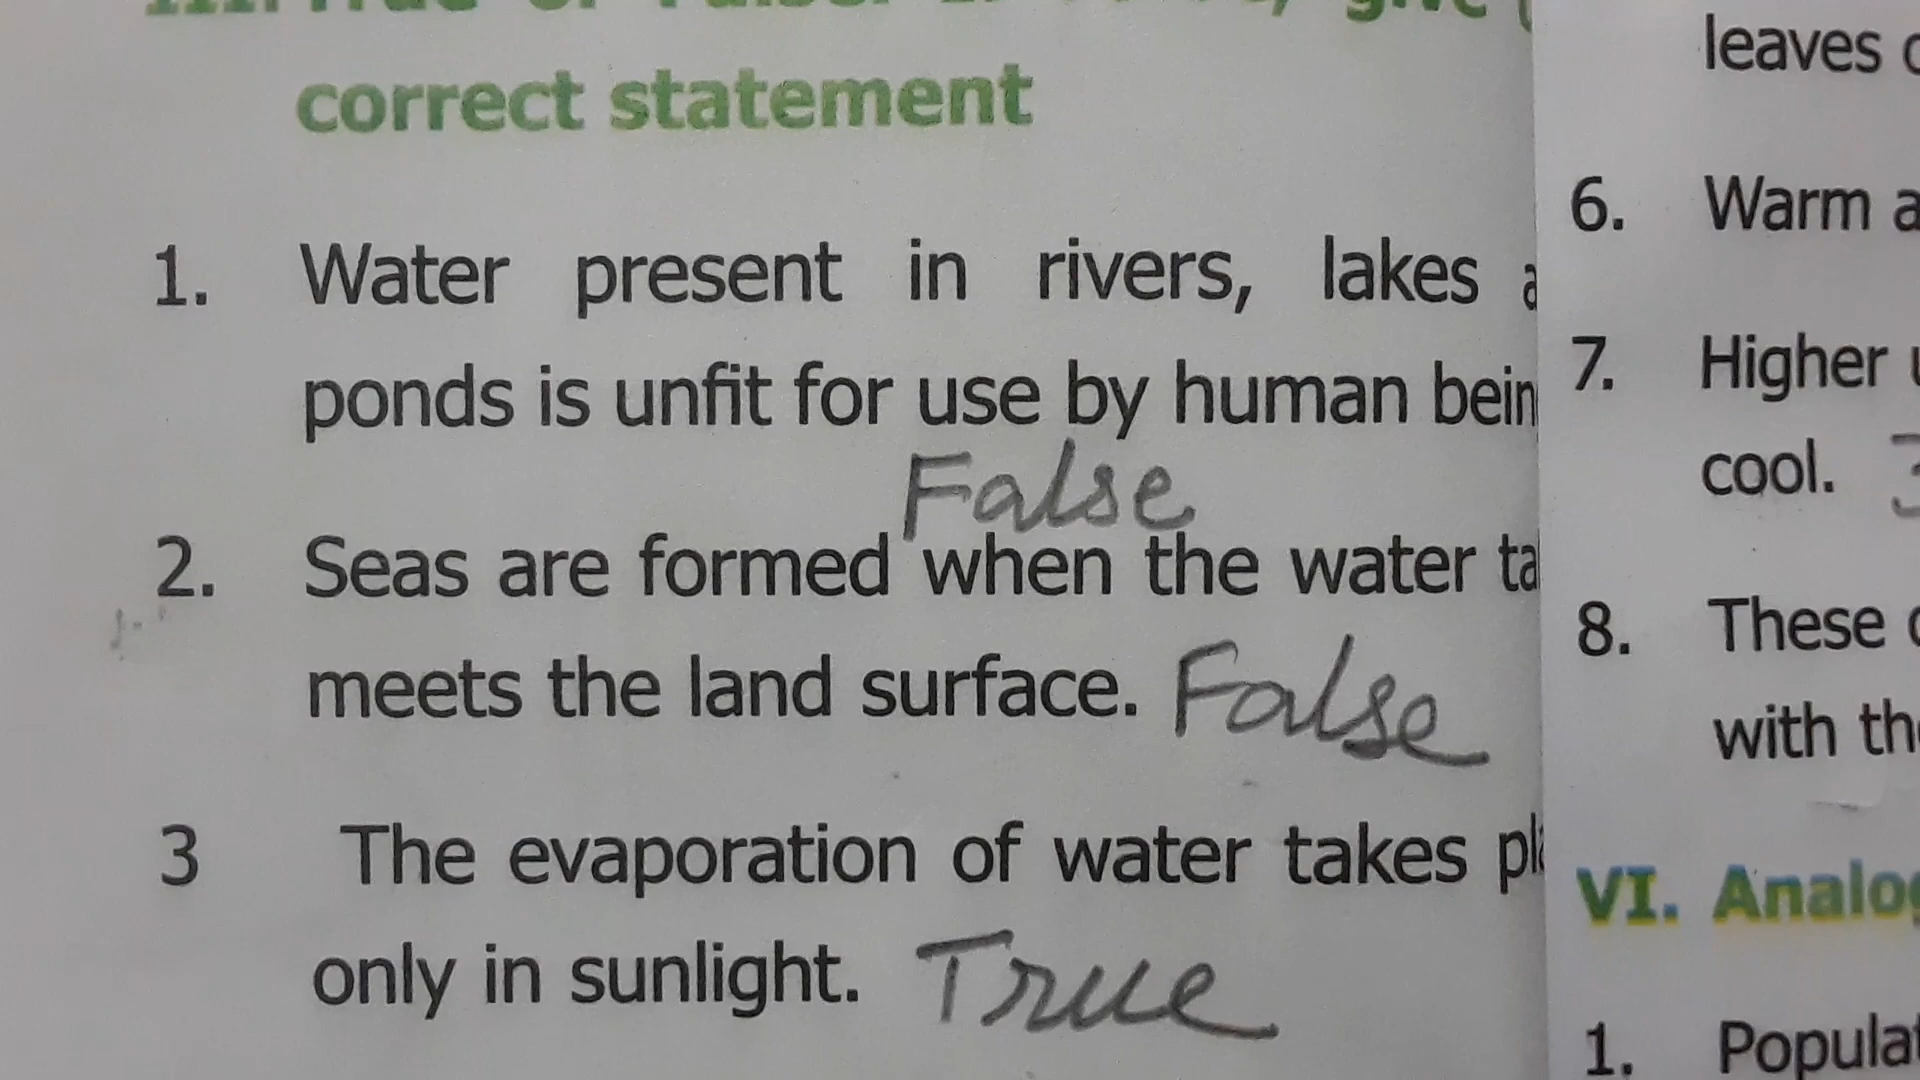 correct statement
1. Water present in rivers, lakes
ponds is unfit for use by human
False
2. Seas are formed when the water
meets the land surface. False
3 The evaporation of water takes
only in sunlight. True
leaves
6. Warm
7. Higher
cool.
8. These
with
VI.
1.